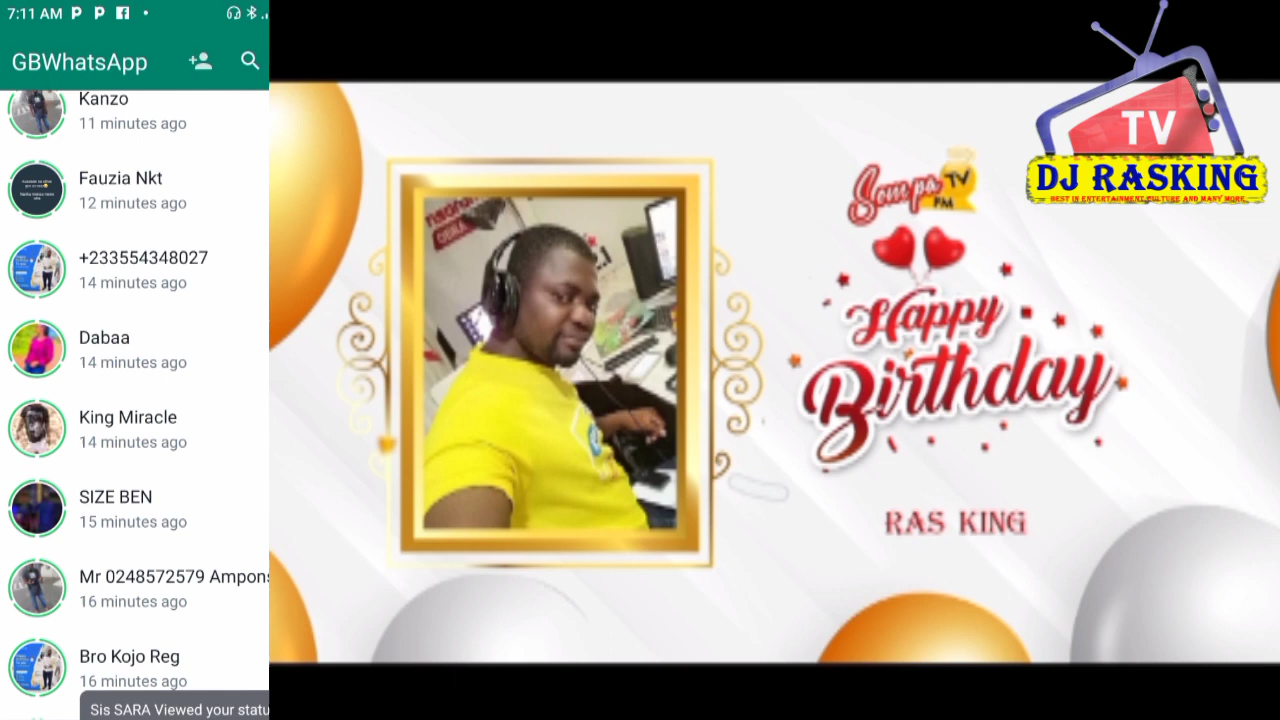 7:11 AM
GBWhatsApp
Kanzo
11 minutes ago
Fauzia Nkt
12 minutes ago
+233554348027
14 minutes ago
Dabaa
14 minutes ago
King Miracle
14 minutes ago
SIZE BEN
15 minutes ago
Mr 0248572579 Ampons
16 minutes ago
Bro Kojo Reg
16 minutes ago
Sis SARA Viewed your statu
Sompa TV
FM
Happy
Birthday
RAS KING
TV
DJ RASKING
BEST IN ENTERTAINMENT,CULTURE AND MANY MORE